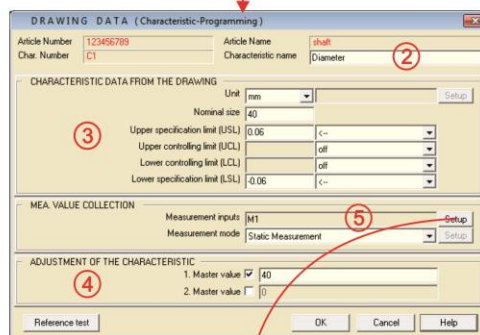 DRAWING DATA (Characteristic-Programming)
Article Number 123456789 Article Name shaft
Char. Number C1 Characteristic name Diameter ②
CHARACTERISTIC DATA FROM THE DRAWING
Unit mm Setup
Nominal size 40
③ Upper specification limit (USL) 0.06 <--
Upper controlling limit (UCL) off
Lower controlling limit (LCL) off
Lower specification limit (LSL) -0.06 <--
MEA. VALUE COLLECTION
Measurement inputs M1 ⑤ Setup
Measurement mode Static Measurement Setup
ADJUSTMENT OF THE CHARACTERISTIC
④ 1. Master value 40
2. Master value 0
Reference test OK Cancel Help